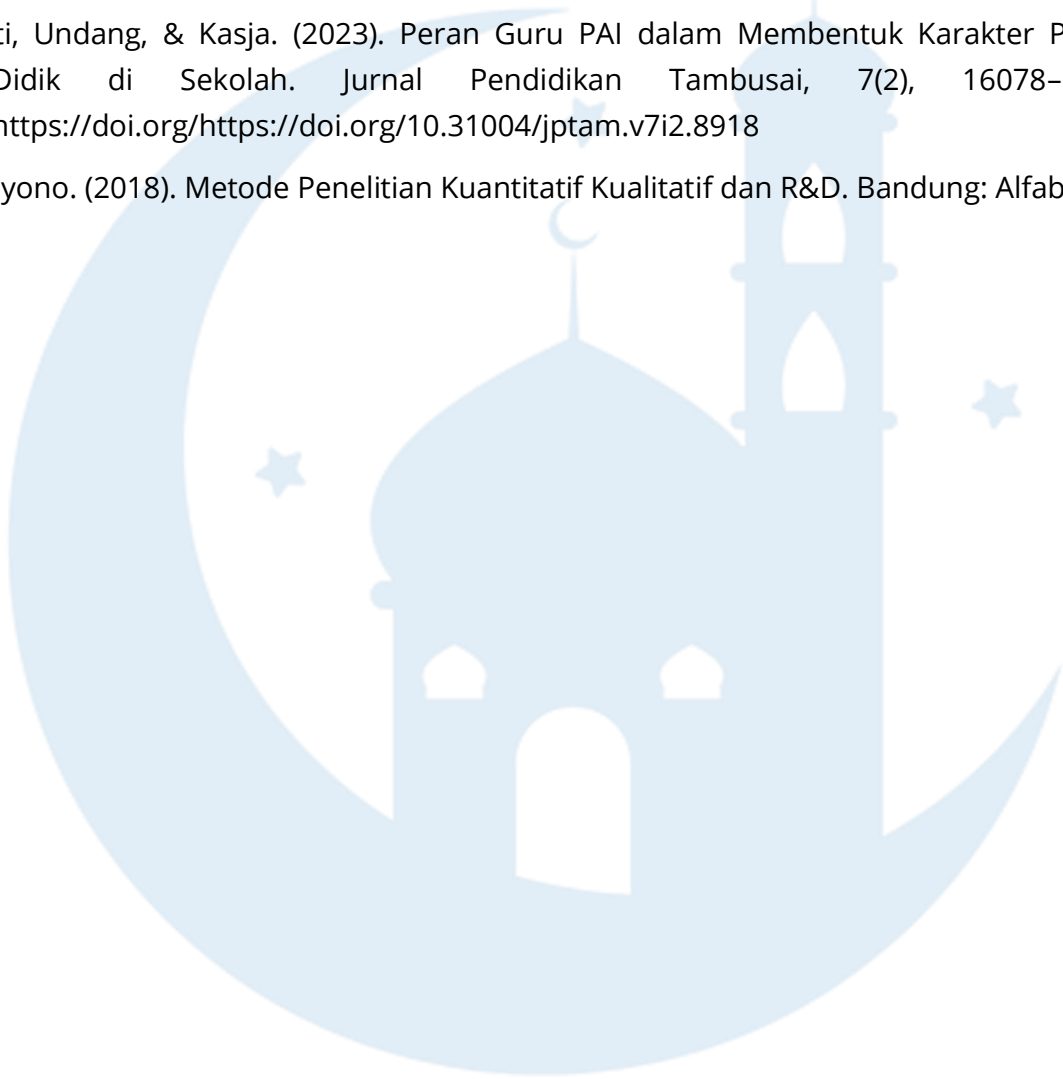 ti, Undang, & Kasja. (2023). Peran Guru PAI dalam Membentuk Karakter P
Didik di Sekolah. Jurnal Pendidikan Tambusai, 7(2), 16078–
https://doi.org/https://doi.org/10.31004/jptam.v7i2.8918
yono. (2018). Metode Penelitian Kuantitatif Kualitatif dan R&D. Bandung: Alfab